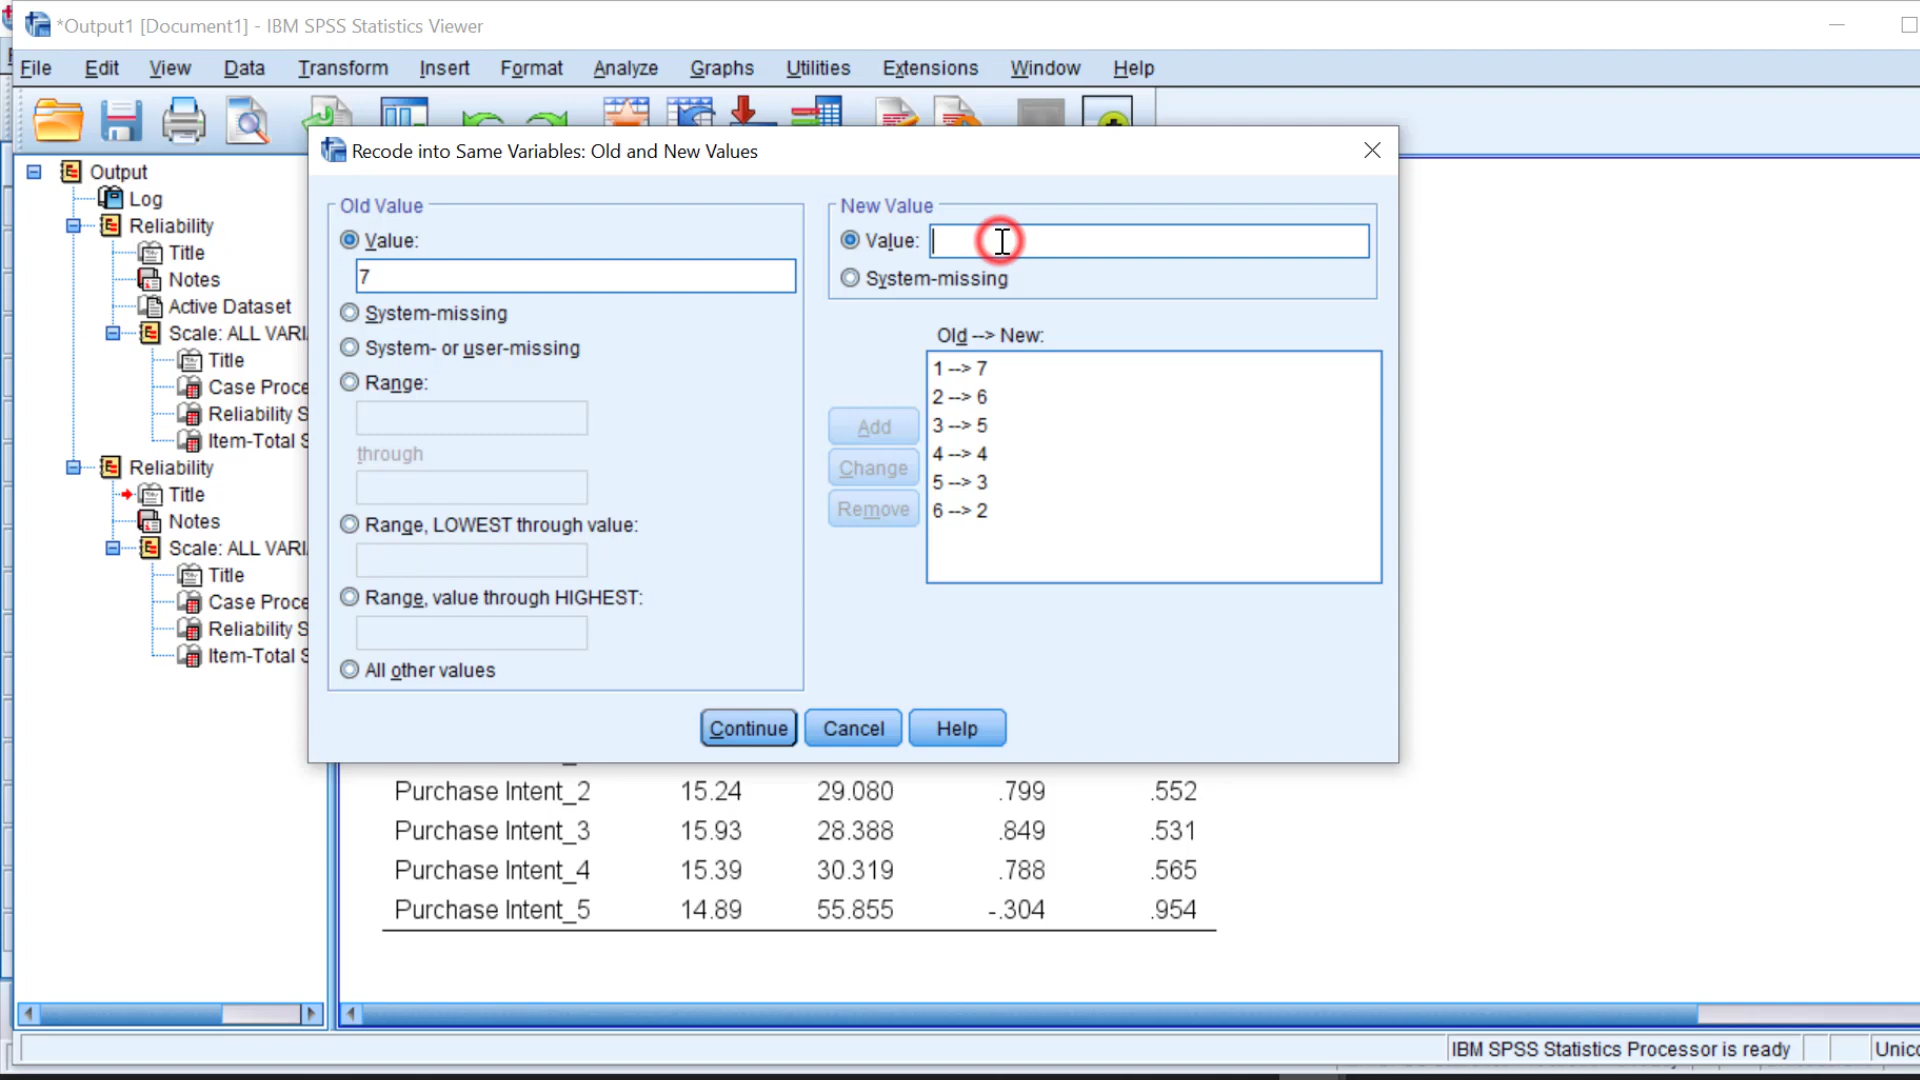 *Output1 [Document1] - IBM SPSS Statistics Viewer
File Edit View Data Transform Insert Format Analyze Graphs Utilities Extensions Window Help
Recode into Same Variables: Old and New Values
Output
Log
Reliability
Title
Notes
Active Dataset
Scale: ALL VARI
Title
Case Proce
Reliability S
Item-Total S
Reliability
Title
Notes
Scale: ALL VARI
Title
Case Proce
Reliability S
Item-Total S
Old Value
Value:
7
System-missing
System- or user-missing
Range:
through
Range, LOWEST through value:
Range, value through HIGHEST:
All other values
New Value
Value:
System-missing
Old --> New:
1 --> 7
2 --> 6
3 --> 5
4 --> 4
5 --> 3
6 --> 2
Add
Change
Remove
Continue Cancel Help
Purchase Intent_2 15.24 29.080 .799 .552
Purchase Intent_3 15.93 28.388 .849 .531
Purchase Intent_4 15.39 30.319 .788 .565
Purchase Intent_5 14.89 55.855 -.304 .954
IBM SPSS Statistics Processor is ready Unico